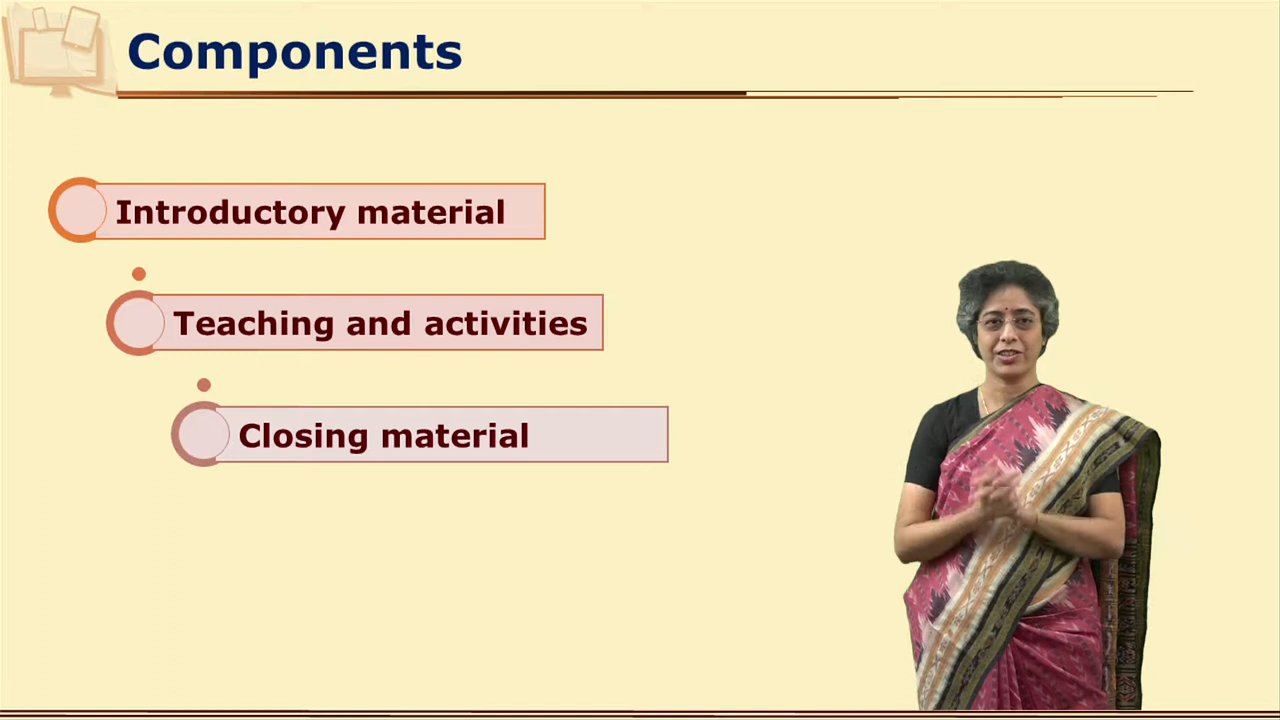 Components
Introductory material
Teaching and activities
Closing material